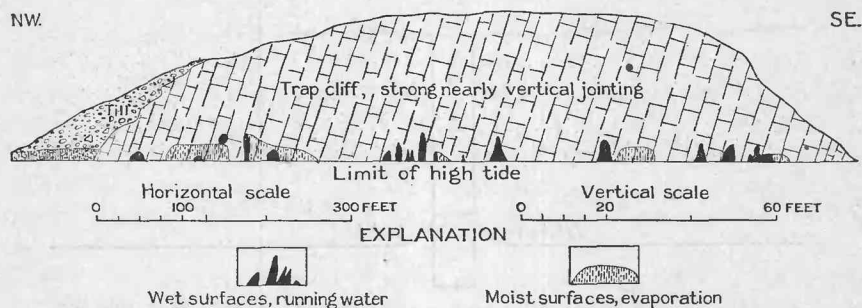 NW. SE.
Till
Trap cliff, strong nearly vertical jointing
Limit of high tide
Horizontal scale Vertical scale
0 100 300 FEET 0 20 60 FEET
EXPLANATION
Wet surfaces, running water Moist surfaces, evaporation